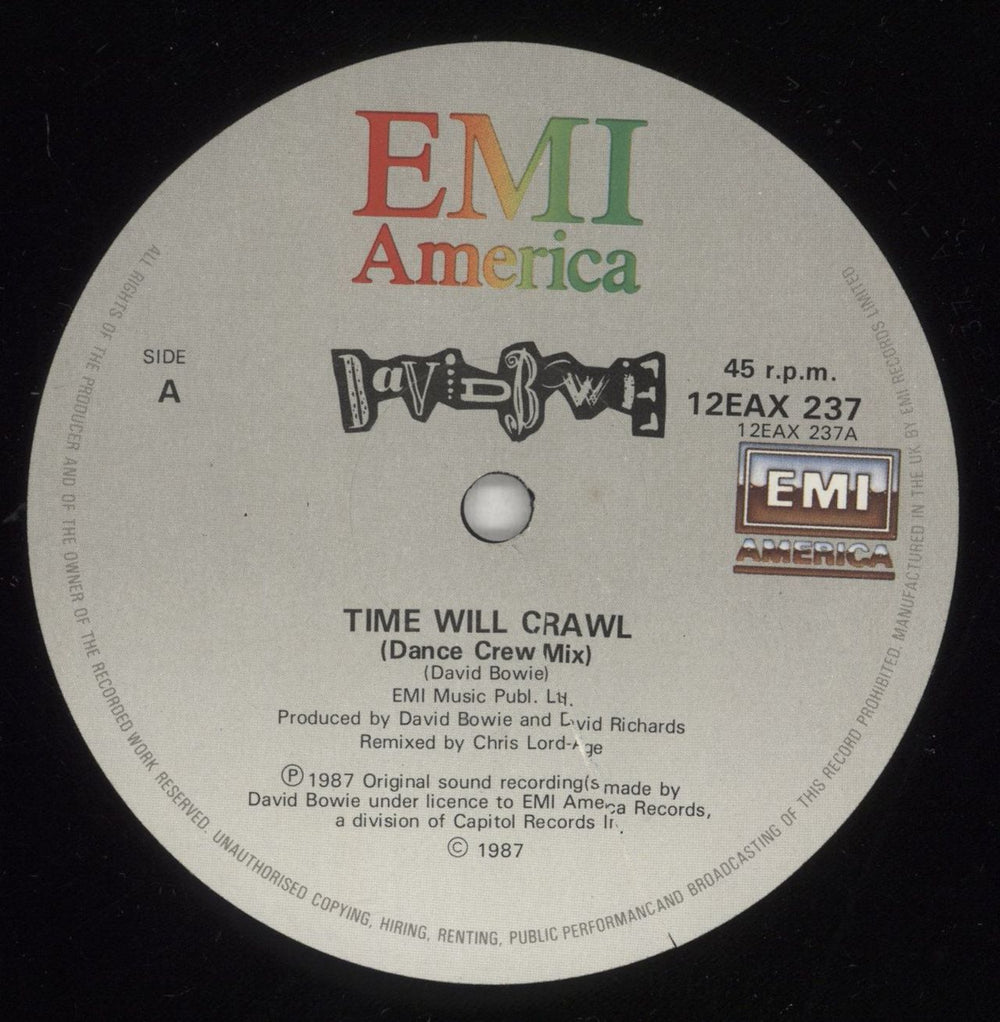 EMI
America
DAVID BOWIE
SIDE
A
45 r.p.m.
12EAX 237
12EAX 237A
EMI
AMERICA
TIME WILL CRAWL
(Dance Crew Mix)
(David Bowie)
EMI Music Publ.
Produced by David Bowie and David Richards
Remixed by Chris Lord-Age
Ⓟ 1987 Original sound recording(s made by
David Bowie under licence to EMI America Records,
a division of Capitol Records
© 1987
ALL RIGHTS OF THE PRODUCER AND OF THE OWNER OF THE RECORDED WORK RESERVED. UNAUTHORISED COPYING, HIRING, RENTING, PUBLIC PERFORMANCAND BROADCASTING OF THIS RECORD PROHIBITED. MANUFACTURED IN THE UK BY EMI RECORDS LIMITED